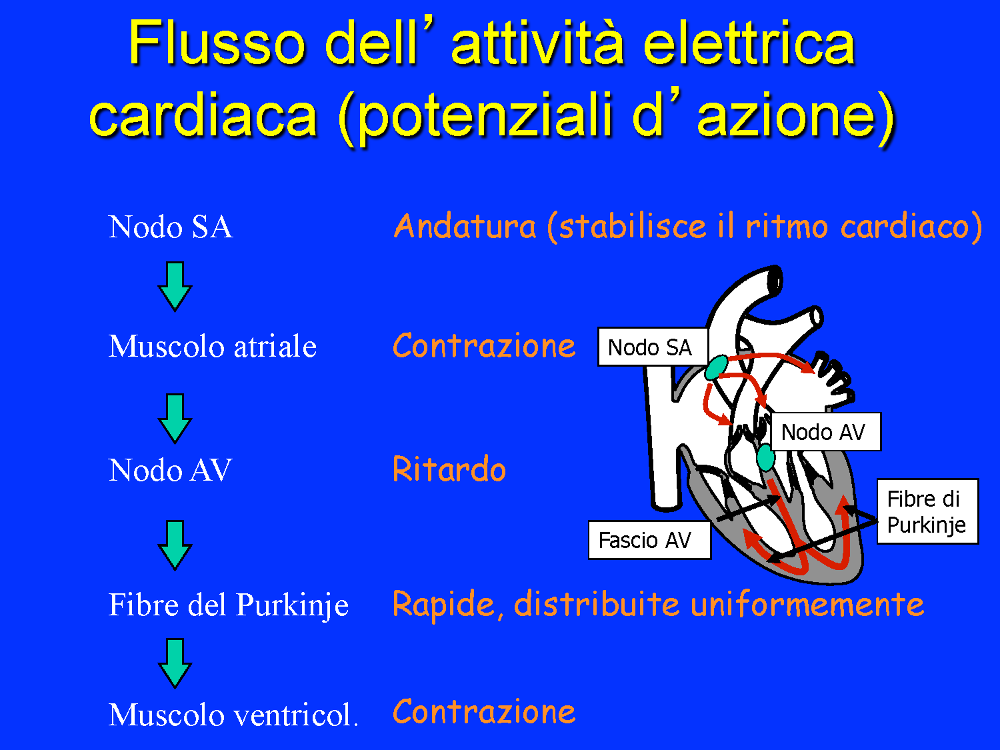 Flusso dell’attività elettrica
cardiaca (potenziali d’azione)
Nodo SA
Andatura (stabilisce il ritmo cardiaco)
Muscolo atriale
Contrazione
Nodo SA
Nodo AV
Nodo AV
Ritardo
Fibre di
Purkinje
Fascio AV
Fibre del Purkinje
Rapide, distribuite uniformemente
Muscolo ventricol.
Contrazione